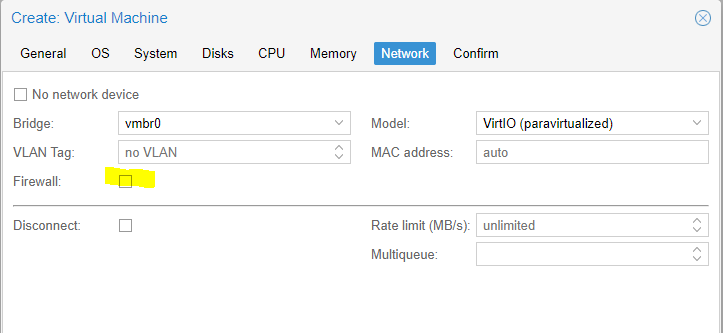 Create: Virtual Machine
General OS System Disks CPU Memory Network Confirm
No network device
Bridge: vmbr0 Model: VirtIO (paravirtualized)
VLAN Tag: no VLAN MAC address: auto
Firewall:
Disconnect: Rate limit (MB/s): unlimited
Multiqueue: